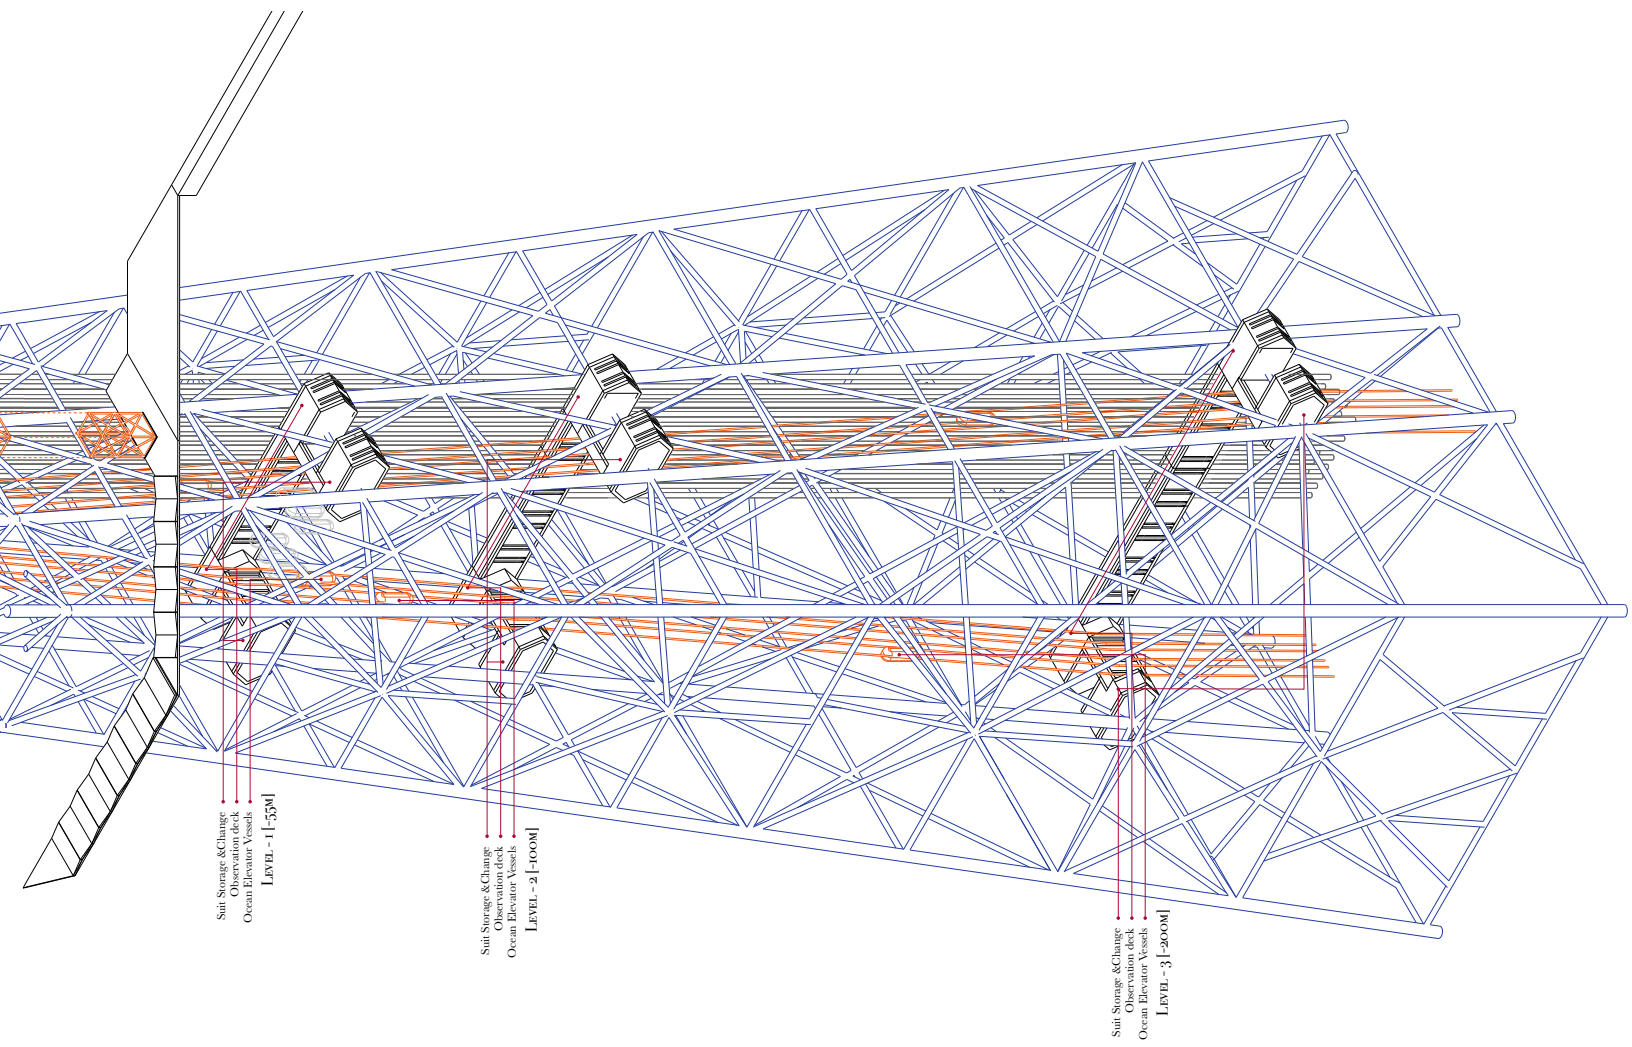 Suit Storage &Change
Observation deck
Ocean Elevator Vessels
Level - 1 [-55m]
Suit Storage &Change
Observation deck
Ocean Elevator Vessels
Level - 2 [-100m]
Suit Storage &Change
Observation deck
Ocean Elevator Vessels
Level - 3 [-200m]